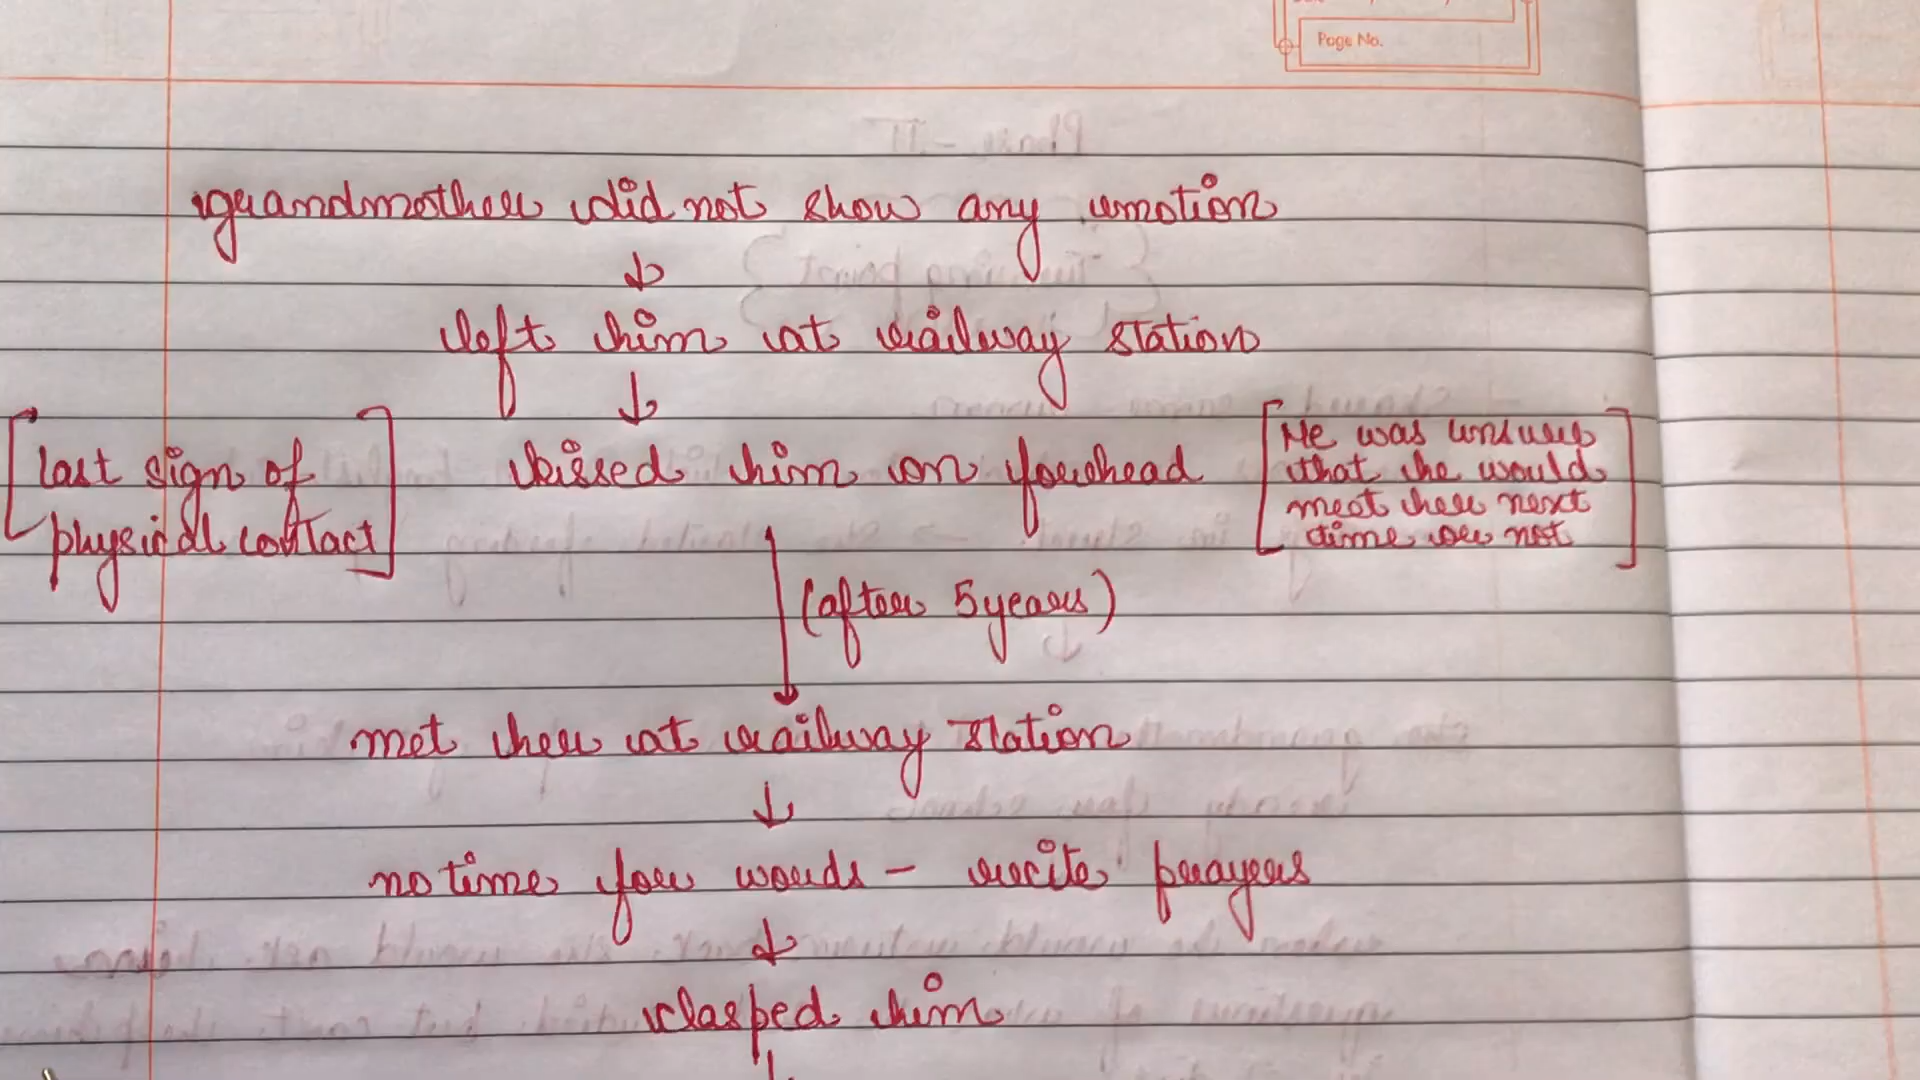 Page No.
grandmother did not show any emotion
↓
left him at railway station
↓
[last sign of
physical contact]
kissed him on forehead
[He was unsure
that he would
meet her next
time or not]
↓ (after 5 years)
met her at railway station
↓
no time for words - recite prayers
↓
clasped him